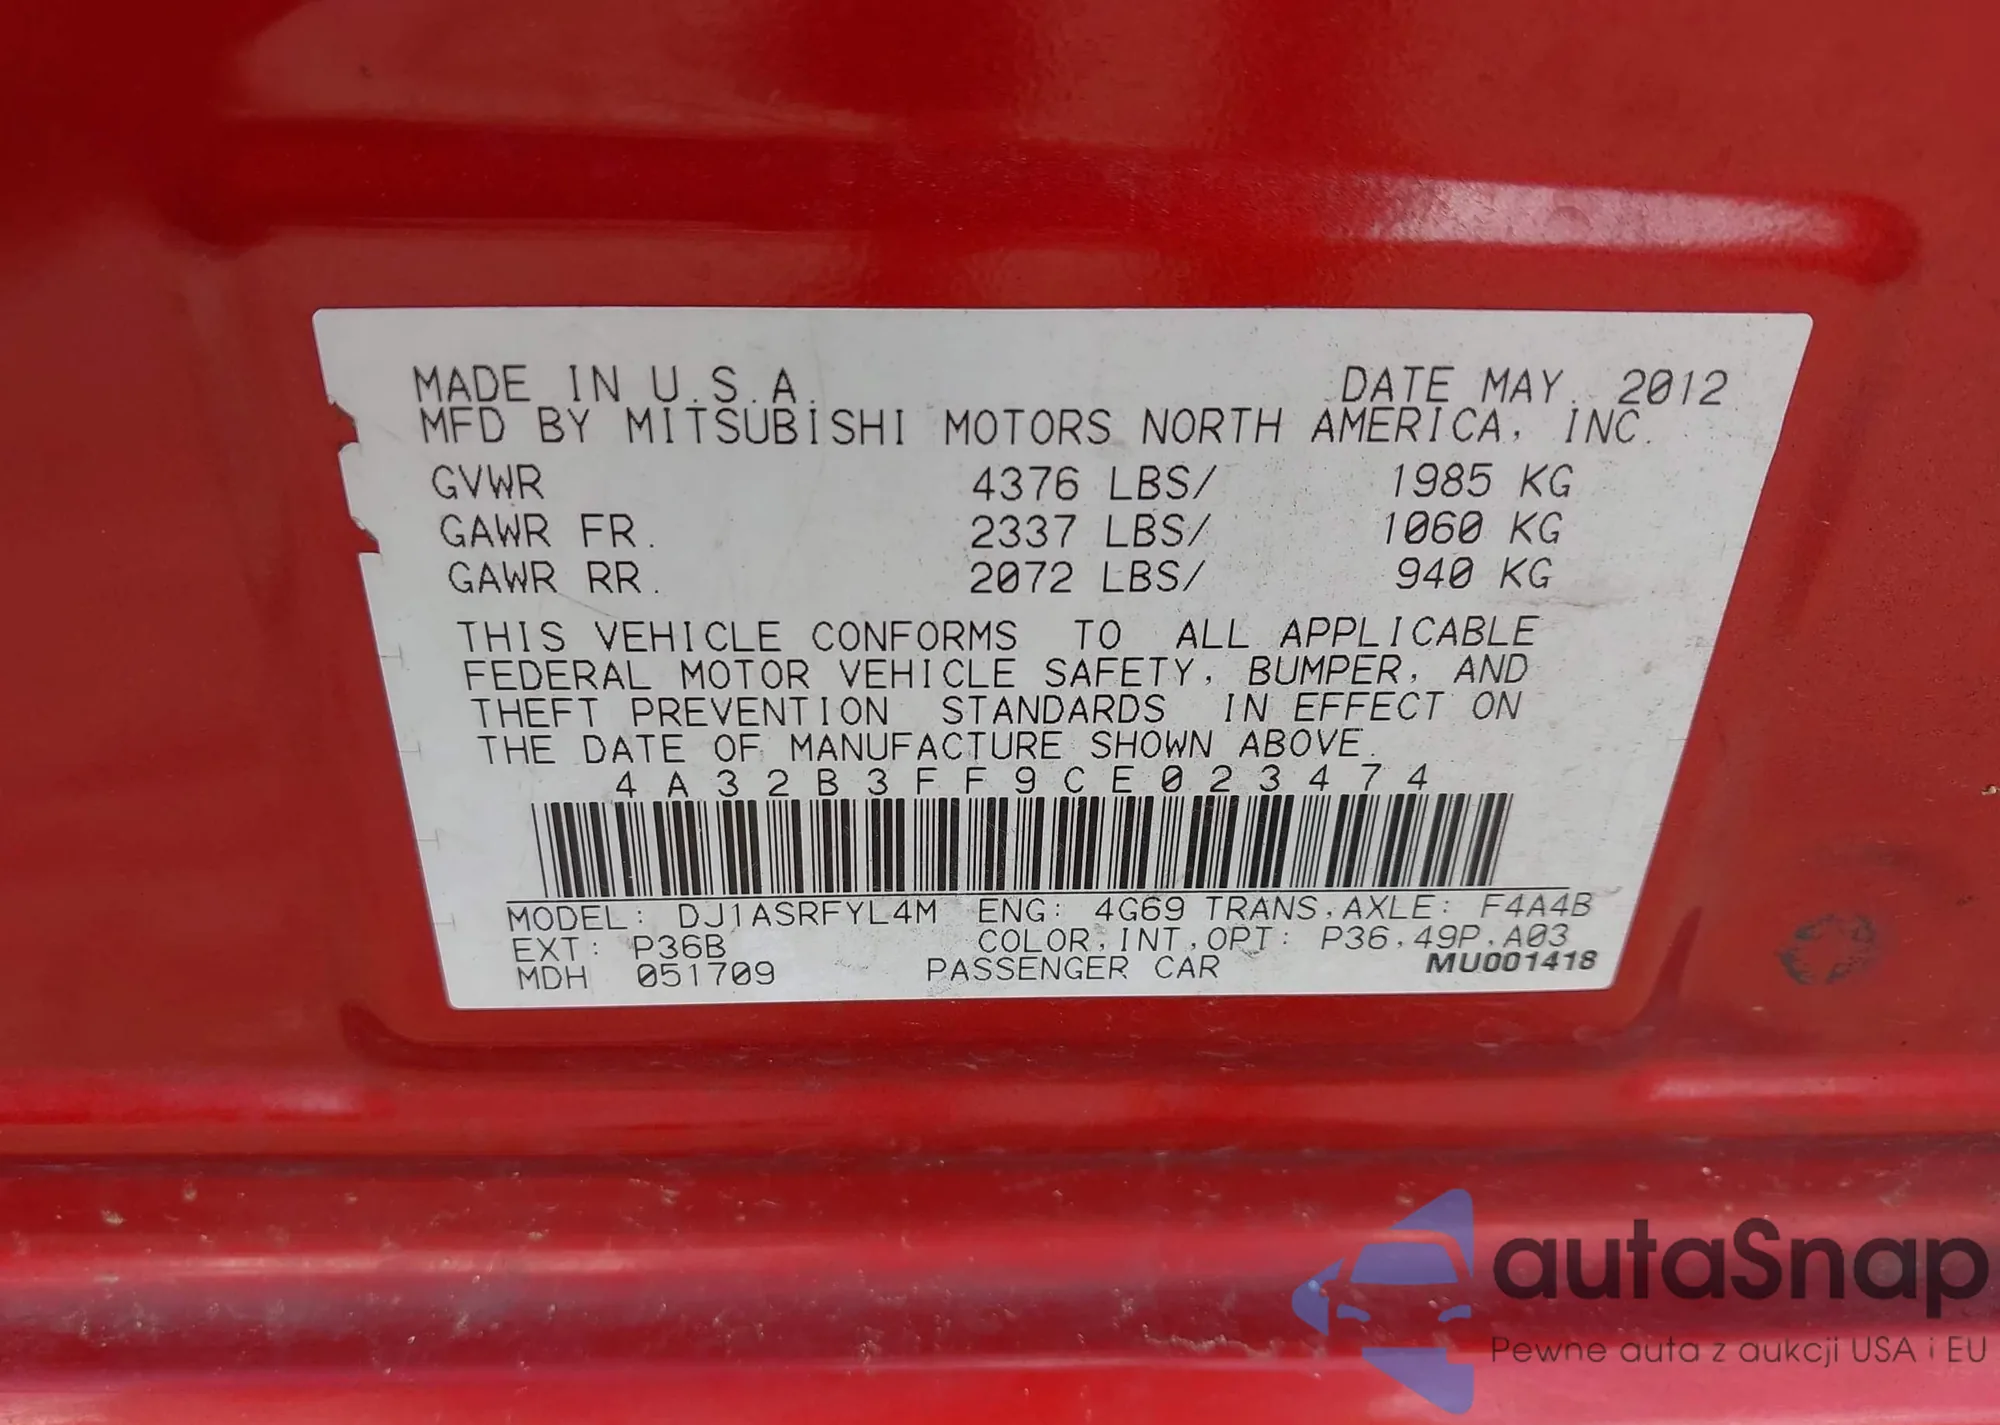 MADE IN U.S.A. DATE MAY. 2012
MFD BY MITSUBISHI MOTORS NORTH AMERICA, INC.
GVWR 4376 LBS/ 1985 KG
GAWR FR. 2337 LBS/ 1060 KG
GAWR RR. 2072 LBS/ 940 KG
THIS VEHICLE CONFORMS TO ALL APPLICABLE
FEDERAL MOTOR VEHICLE SAFETY, BUMPER, AND
THEFT PREVENTION STANDARDS IN EFFECT ON
THE DATE OF MANUFACTURE SHOWN ABOVE.
4A32B3FF9CE023474
MODEL: DJ1ASRFYL4M ENG: 4G69 TRANS,AXLE: F4A4B
EXT: P36B COLOR,INT,OPT: P36,49P,A03
MDH 051709 PASSENGER CAR MU001418
autaSnap
Pewne auta z aukcji USA i EU